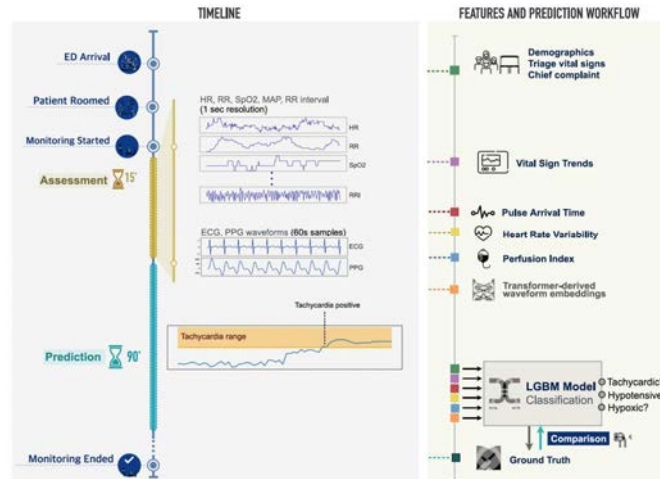 TIMELINE
ED Arrival
Patient Roomed
Monitoring Started
Assessment
15'
HR, RR, SpO2, MAP, RR interval
(1 sec resolution)
HR
RR
SpO2
RRI
ECG, PPG waveforms (60s samples)
ECG
PPG
Tachycardia positive
Tachycardia range
Prediction
90'
Monitoring Ended
FEATURES AND PREDICTION WORKFLOW
Demographics
Triage vital signs
Chief complaint
Vital Sign Trends
Pulse Arrival Time
Heart Rate Variability
Perfusion Index
Transformer-derived
waveform embeddings
LGBM Model
Classification
Tachycardic?
Hypotensive?
Hypoxic?
Comparison
Ground Truth